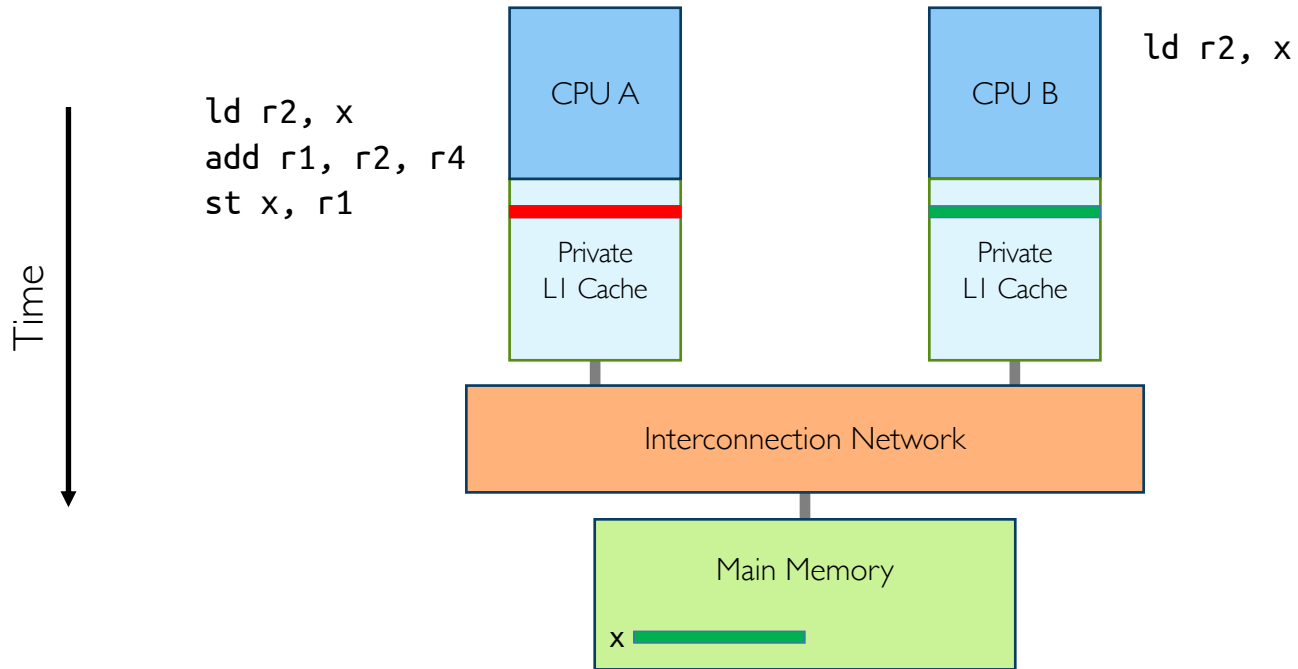 CPU A
CPU B
ld r2, x
ld r2, x
add r1, r2, r4
st x, r1
Private
L1 Cache
Private
L1 Cache
Time
Interconnection Network
Main Memory
x